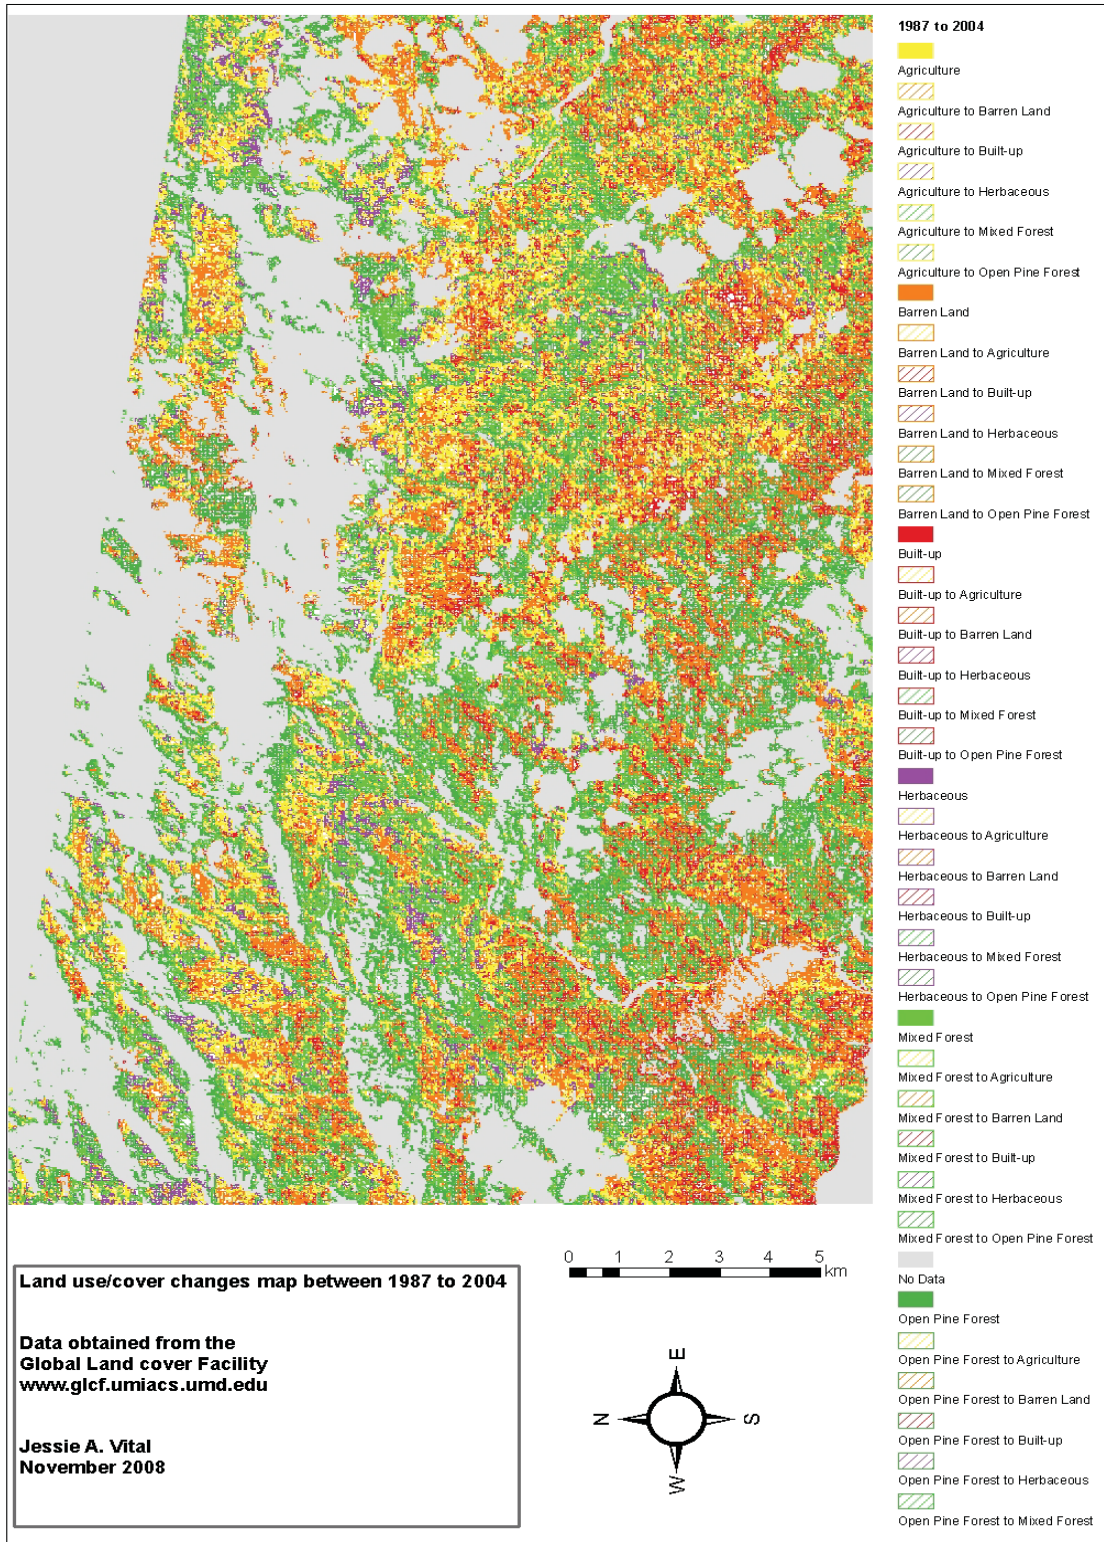 1987 to 2004
Agriculture
Agriculture to Barren Land
Agriculture to Built-up
Agriculture to Herbaceous
Agriculture to Mixed Forest
Agriculture to Open Pine Forest
Barren Land
Barren Land to Agriculture
Barren Land to Built-up
Barren Land to Herbaceous
Barren Land to Mixed Forest
Barren Land to Open Pine Forest
Built-up
Built-up to Agriculture
Built-up to Barren Land
Built-up to Herbaceous
Built-up to Mixed Forest
Built-up to Open Pine Forest
Herbaceous
Herbaceous to Agriculture
Herbaceous to Barren Land
Herbaceous to Built-up
Herbaceous to Mixed Forest
Herbaceous to Open Pine Forest
Mixed Forest
Mixed Forest to Agriculture
Mixed Forest to Barren Land
Mixed Forest to Built-up
Mixed Forest to Herbaceous
Mixed Forest to Open Pine Forest
No Data
Open Pine Forest
Open Pine Forest to Agriculture
Open Pine Forest to Barren Land
Open Pine Forest to Built-up
Open Pine Forest to Herbaceous
Open Pine Forest to Mixed Forest
Land use/cover changes map between 1987 to 2004
Data obtained from the
Global Land cover Facility
www.glcf.umiacs.umd.edu
Jessie A. Vital
November 2008
0 1 2 3 4 5
km
E
N S
W